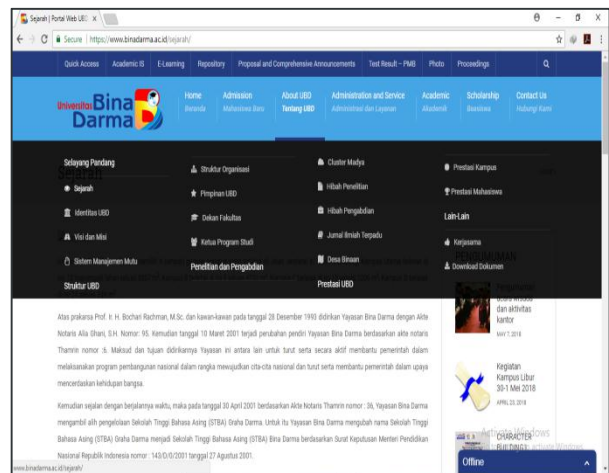 Sejarah | Portal Web UBD
Secure | https://www.binadarma.ac.id/sejarah/
Quick Access Academic IS E-Learning Repository Proposal and Comprehensive Announcements Test Result – PMB Photo Proceedings
Universitas Bina Darma
Home Admission About UBD Administration and Service Academic Scholarship Contact Us
Beranda Mahasiswa Baru Tentang UBD Administrasi dan Layanan Akademik Beasiswa Hubungi Kami
Sejarah
Selayang Pandang
Sejarah
Identitas UBD
Visi dan Misi
Sistem Manajemen Mutu
Struktur UBD
Struktur Organisasi
Pimpinan UBD
Dekan Fakultas
Ketua Program Studi
Penelitian dan Pengabdian
Cluster Madya
Hibah Penelitian
Hibah Pengabdian
Jurnal Ilmiah Terpadu
Desa Binaan
Prestasi UBD
Prestasi Kampus
Prestasi Mahasiswa
Lain-Lain
Kerjasama
Download Dokumen
PENGUMUMAN
Atas prakarsa Prof. Ir. H. Bochari Rachman, M.Sc. dan kawan-kawan pada tanggal 28 Desember 1993 didirikan Yayasan Bina Darma dengan Akte
Notaris Alia Ghani, S.H. Nomor: 95. Kemudian tanggal 10 Maret 2001 terjadi perubahan pendiri Yayasan Bina Darma berdasarkan akte notaris
Thamrin nomor :6. Maksud dan tujuan didirikannya Yayasan ini antara lain untuk turut serta secara aktif membantu pemerintah dalam
melaksanakan program pembangunan nasional dalam rangka mewujudkan cita-cita nasional dan turut serta membantu pemerintah dalam upaya
mencerdaskan kehidupan bangsa.
Kemudian sejalan dengan berjalannya waktu, maka pada tanggal 30 April 2001 berdasarkan Akte Notaris Thamrin nomor : 36, Yayasan Bina Darma
mengambil alih pengelolaan Sekolah Tinggi Bahasa Asing (STBA) Graha Darma. Untuk itu Yayasan Bina Darma mengubah nama Sekolah Tinggi
Bahasa Asing (STBA) Graha Darma menjadi Sekolah Tinggi Bahasa Asing (STBA) Bina Darma berdasarkan Surat Keputusan Menteri Pendidikan
Nasional Republik Indonesia nomor : 143/D/0/2001 tanggal 27 Agustus 2001.
dan aktivitas
kantor
MAY 7, 2018
Kegiatan
Kampus Libur
30-1 Mei 2018
APRIL 23, 2018
Activate Windows
CHARACTER
BUILDING
Offline
www.binadarma.ac.id/sejarah/